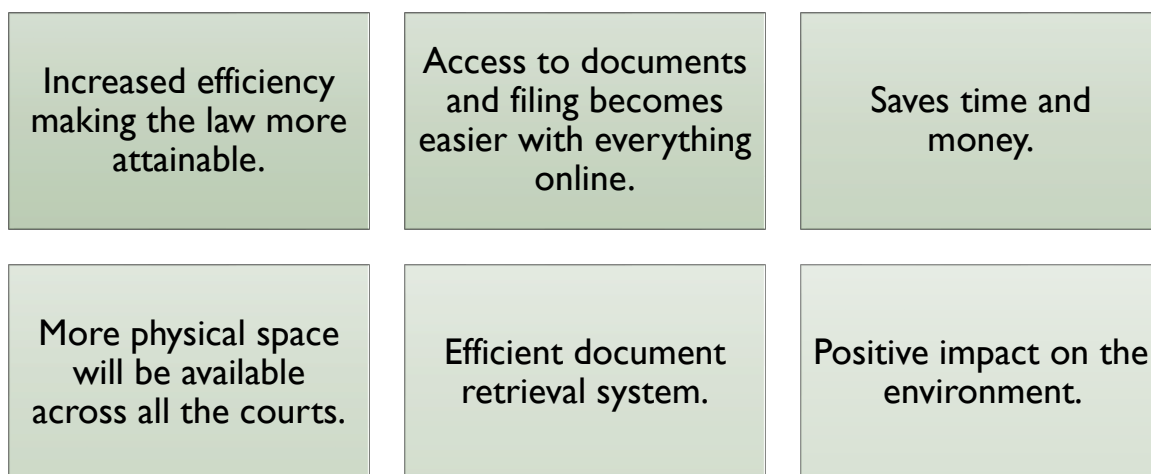 Increased efficiency
making the law more
attainable.
Access to documents
and filing becomes
easier with everything
online.
Saves time and
money.
More physical space
will be available
across all the courts.
Efficient document
retrieval system.
Positive impact on the
environment.